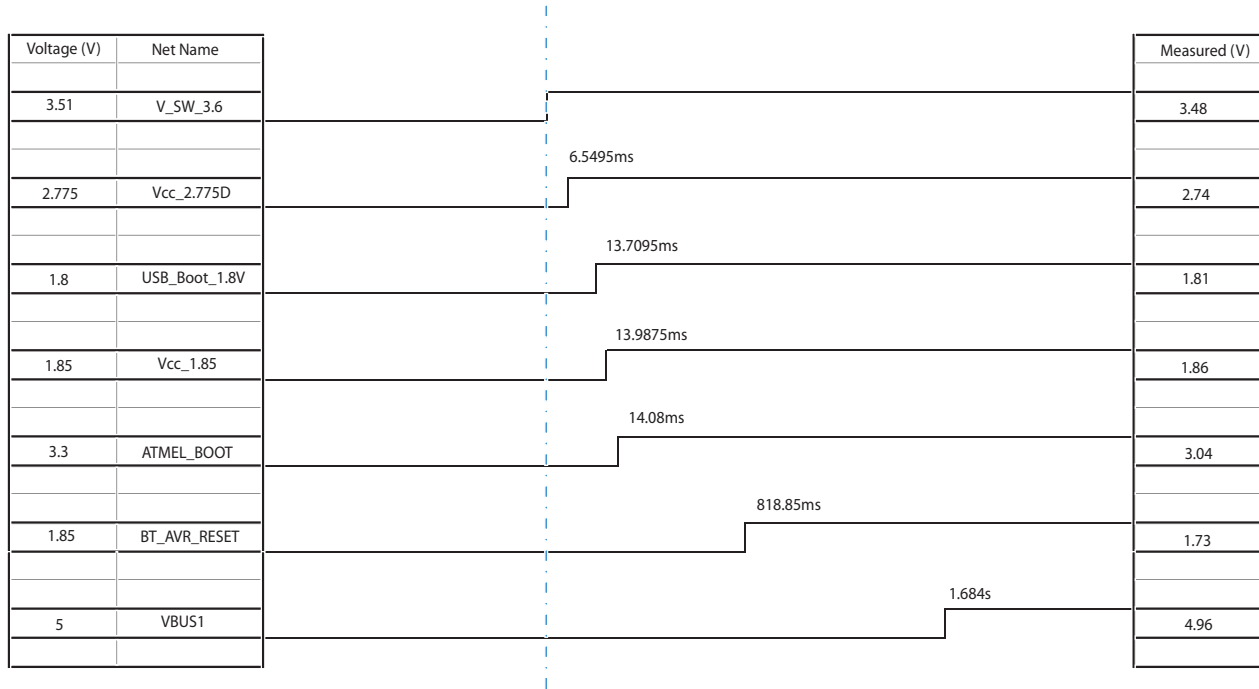 Voltage (V) Net Name Measured (V)
3.51 V_SW_3.6 3.48
6.5495ms
2.775 Vcc_2.775D 2.74
13.7095ms
1.8 USB_Boot_1.8V 1.81
13.9875ms
1.85 Vcc_1.85 1.86
14.08ms
3.3 ATMEL_BOOT 3.04
818.85ms
1.85 BT_AVR_RESET 1.73
1.684s
5 VBUS1 4.96